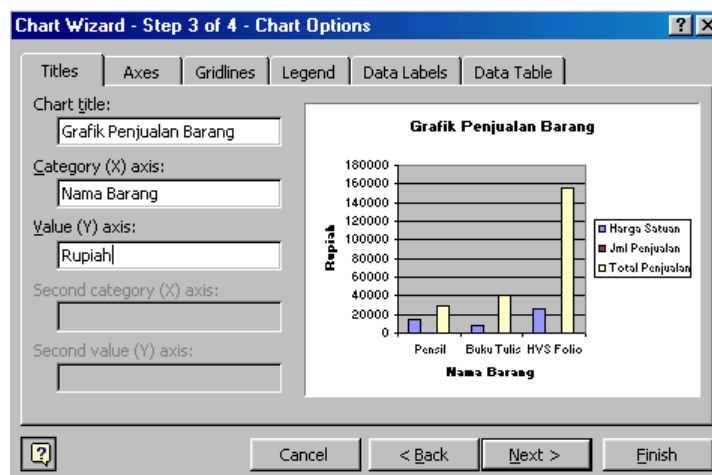 Chart Wizard - Step 3 of 4 - Chart Options
Titles
Axes
Gridlines
Legend
Data Labels
Data Table
Chart title:
Grafik Penjualan Barang
Category (X) axis:
Nama Barang
Value (Y) axis:
Rupiah
Second category (X) axis:
Second value (Y) axis:
Grafik Penjualan Barang
180000
160000
140000
120000
100000
80000
60000
40000
20000
0
Rupiah
Pensil Buku Tulis HVS Folio
Nama Barang
Harga Satuan
Jml Penjualan
Total Penjualan
Cancel
< Back
Next >
Finish